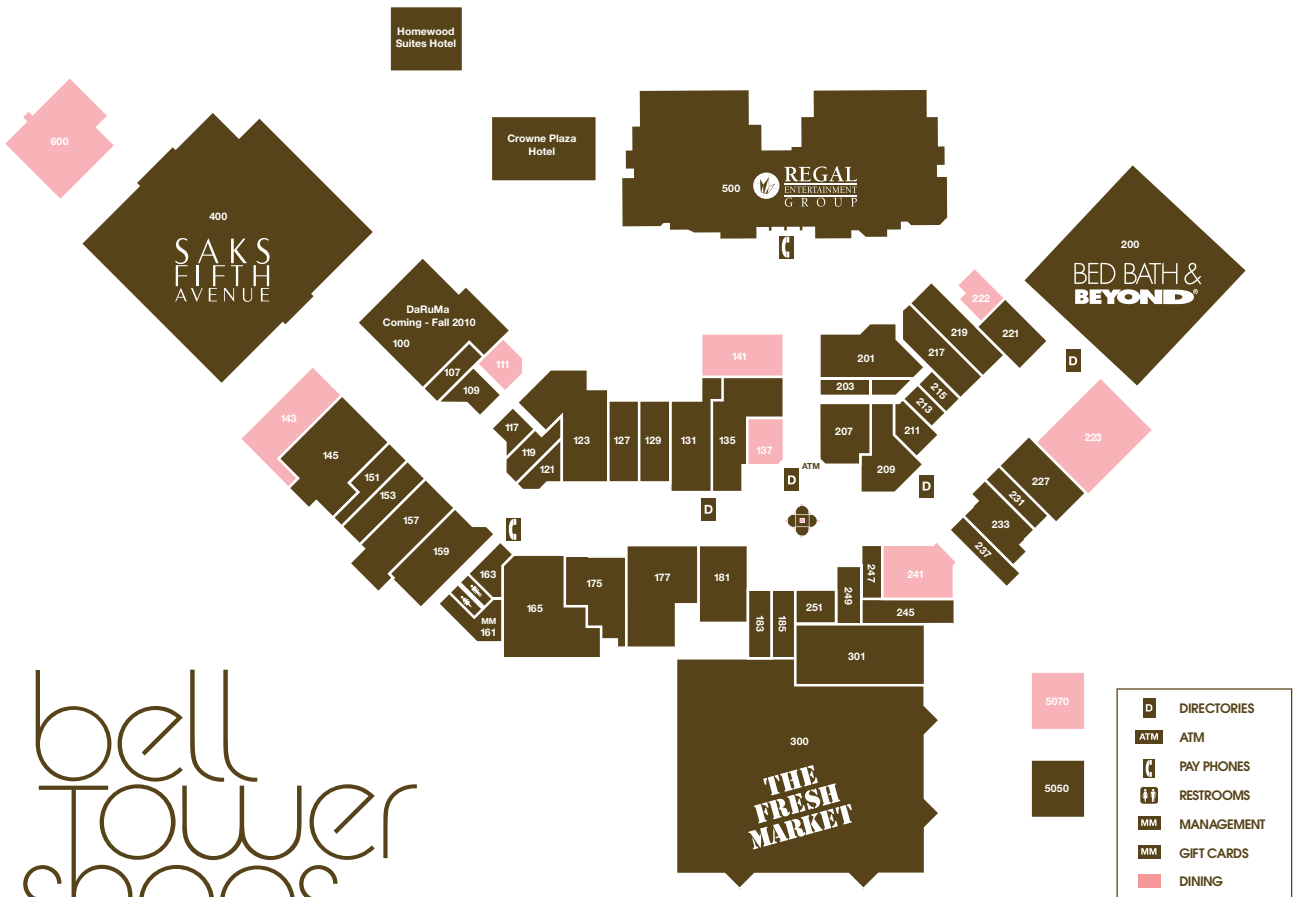 Homewood
Suites Hotel
600
Crowne Plaza
Hotel
500
REGAL
ENTERTAINMENT
GROUP
400
SAKS
FIFTH
AVENUE
200
BED BATH &
BEYOND®
DaRuMa
Coming - Fall 2010
100
107
109
111
117
119
121
123
127
129
131
135
137
141
ATM
D
D
D
D
201
203
207
209
211
213
215
217
219
221
222
223
227
231
233
237
143
145
151
153
157
159
163
MM
161
165
175
177
181
183
185
251
249
247
241
245
301
300
THE
FRESH
MARKET
5070
5050
bell
Tower
shops
D DIRECTORIES
ATM ATM
PAY PHONES
RESTROOMS
MM MANAGEMENT
MM GIFT CARDS
DINING